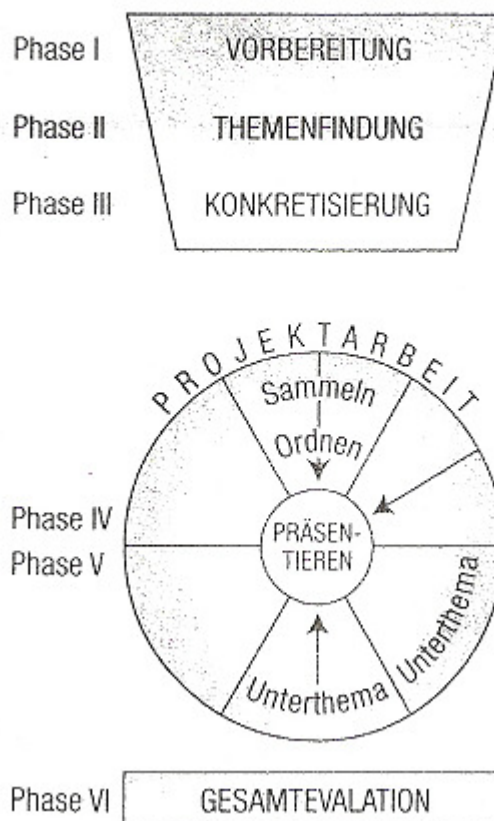 Phase I VORBEREITUNG
Phase II THEMENFINDUNG
Phase III KONKRETISIERUNG
PROJEKTARBEIT
Sammeln
Ordnen
Phase IV
PRÄSEN-
TIEREN
Phase V
Unterthema
Unterthema
Phase VI GESAMTEVALATION